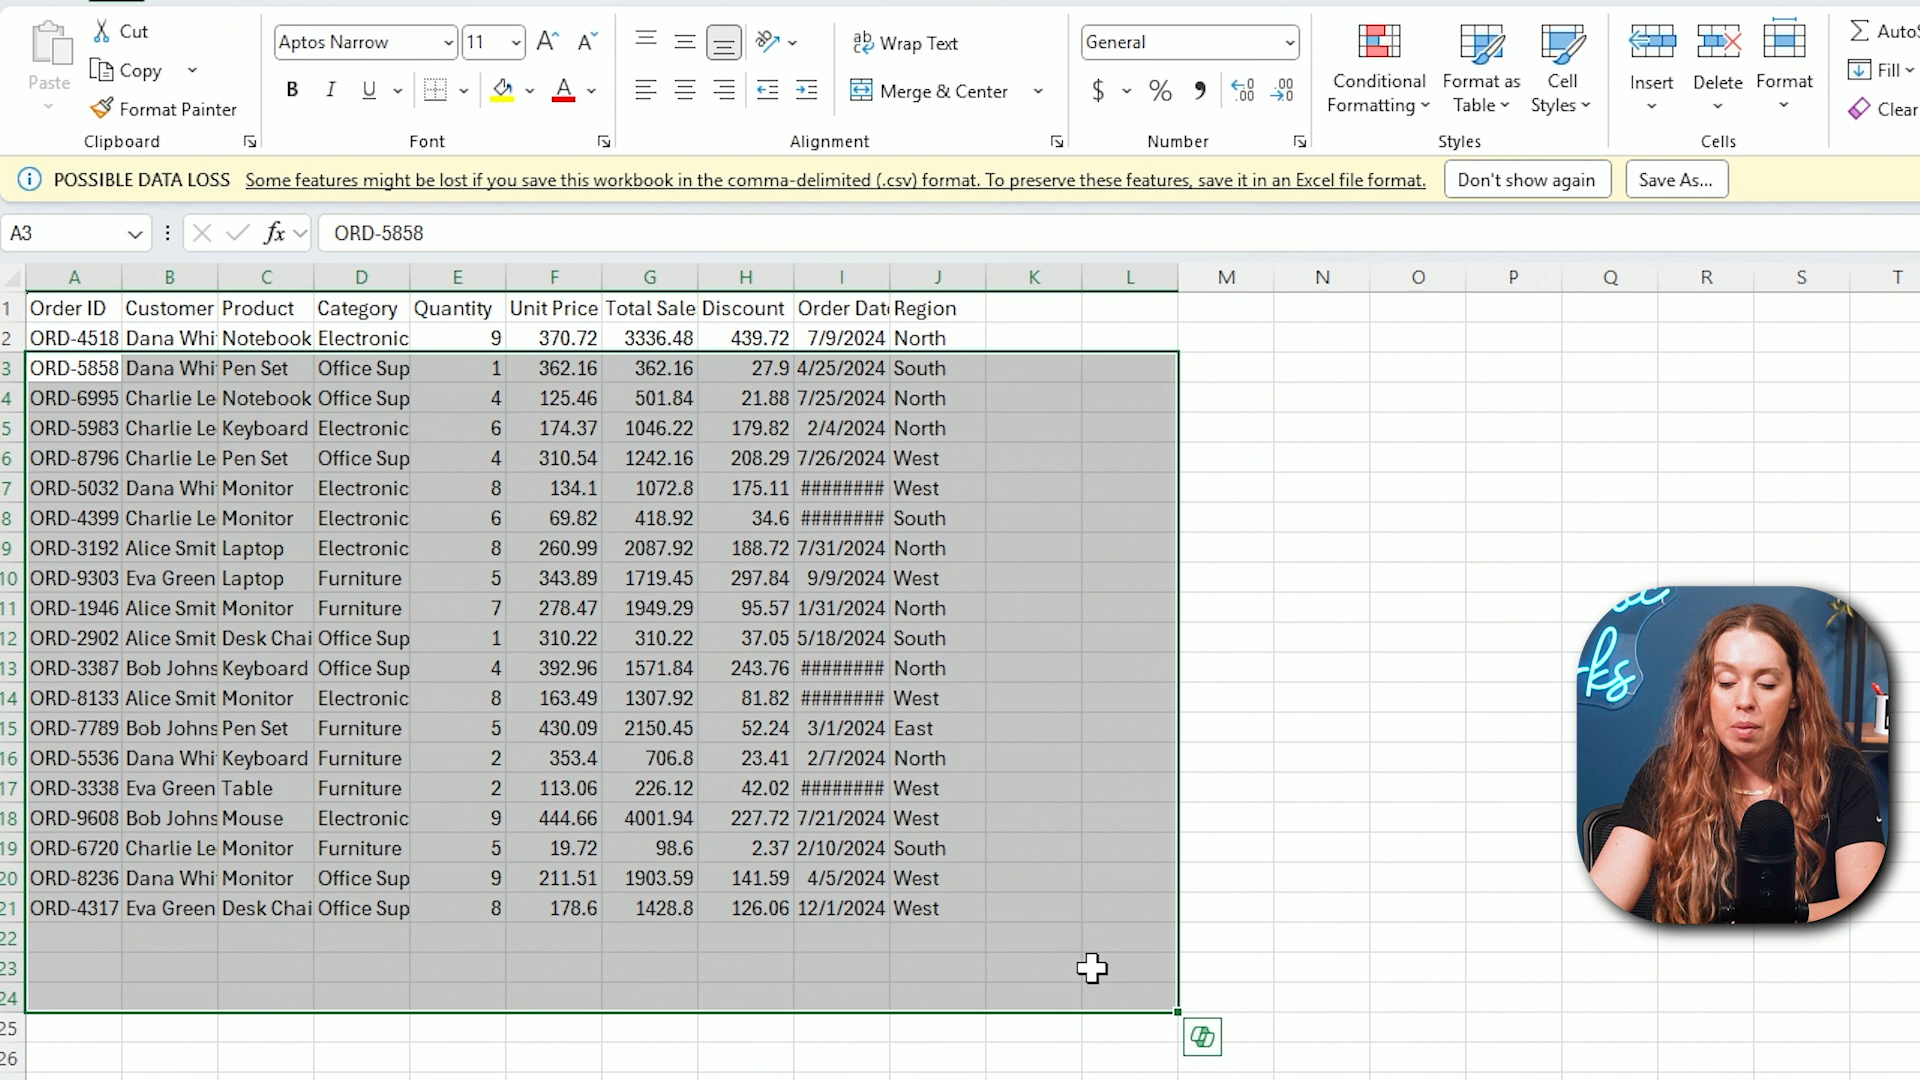 Paste
Cut
Copy
Format Painter
Clipboard
Aptos Narrow
11
B I U
Font
Wrap Text
Merge & Center
Alignment
General
$ %
Number
Conditional Formatting
Format as Table
Cell Styles
Styles
Insert
Delete
Format
Cells
AutoS
Fill
Clear
POSSIBLE DATA LOSS Some features might be lost if you save this workbook in the comma-delimited (.csv) format. To preserve these features, save it in an Excel file format. Don't show again Save As...
A3 fx ORD-5858
A B C D E F G H I J K L M N O P Q R S T
1 Order ID Customer Product Category Quantity Unit Price Total Sale Discount Order Date Region
2 ORD-4518 Dana Whi Notebook Electronic 9 370.72 3336.48 439.72 7/9/2024 North
3 ORD-5858 Dana Whi Pen Set Office Sup 1 362.16 362.16 27.9 4/25/2024 South
4 ORD-6995 Charlie Le Notebook Office Sup 4 125.46 501.84 21.88 7/25/2024 North
5 ORD-5983 Charlie Le Keyboard Electronic 6 174.37 1046.22 179.82 2/4/2024 North
6 ORD-8796 Charlie Le Pen Set Office Sup 4 310.54 1242.16 208.29 7/26/2024 West
7 ORD-5032 Dana Whi Monitor Electronic 8 134.1 1072.8 175.11 ######## West
8 ORD-4399 Charlie Le Monitor Electronic 6 69.82 418.92 34.6 ######## South
9 ORD-3192 Alice Smit Laptop Electronic 8 260.99 2087.92 188.72 7/31/2024 North
10 ORD-9303 Eva Green Laptop Furniture 5 343.89 1719.45 297.84 9/9/2024 West
11 ORD-1946 Alice Smit Monitor Furniture 7 278.47 1949.29 95.57 1/31/2024 North
12 ORD-2902 Alice Smit Desk Chai Office Sup 1 310.22 310.22 37.05 5/18/2024 South
13 ORD-3387 Bob Johns Keyboard Office Sup 4 392.96 1571.84 243.76 ######## North
14 ORD-8133 Alice Smit Monitor Electronic 8 163.49 1307.92 81.82 ######## West
15 ORD-7789 Bob Johns Pen Set Furniture 5 430.09 2150.45 52.24 3/1/2024 East
16 ORD-5536 Dana Whi Keyboard Furniture 2 353.4 706.8 23.41 2/7/2024 North
17 ORD-3338 Eva Green Table Furniture 2 113.06 226.12 42.02 ######## West
18 ORD-9608 Bob Johns Mouse Electronic 9 444.66 4001.94 227.72 7/21/2024 West
19 ORD-6720 Charlie Le Monitor Furniture 5 19.72 98.6 2.37 2/10/2024 South
20 ORD-8236 Dana Whi Monitor Office Sup 9 211.51 1903.59 141.59 4/5/2024 West
21 ORD-4317 Eva Green Desk Chai Office Sup 8 178.6 1428.8 126.06 12/1/2024 West
22
23
24
25
26
ks